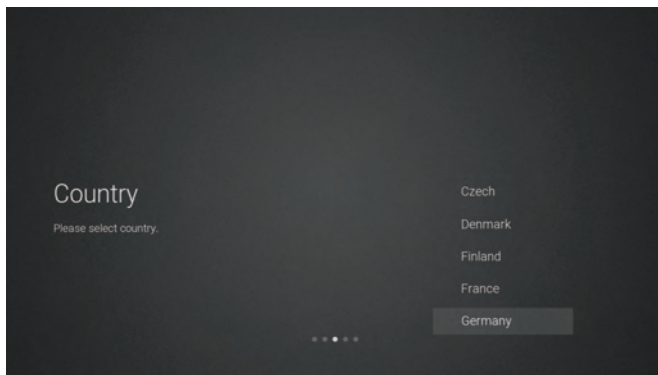 Country
Please select country.
Czech
Denmark
Finland
France
Germany